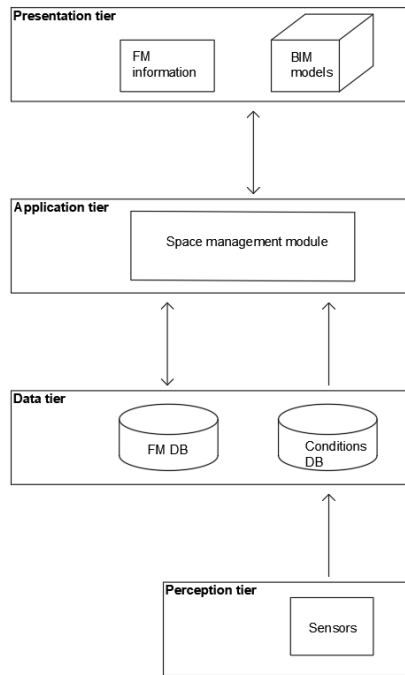 Presentation tier
FM
information
BIM
models
Application tier
Space management module
Data tier
FM DB
Conditions
DB
Perception tier
Sensors